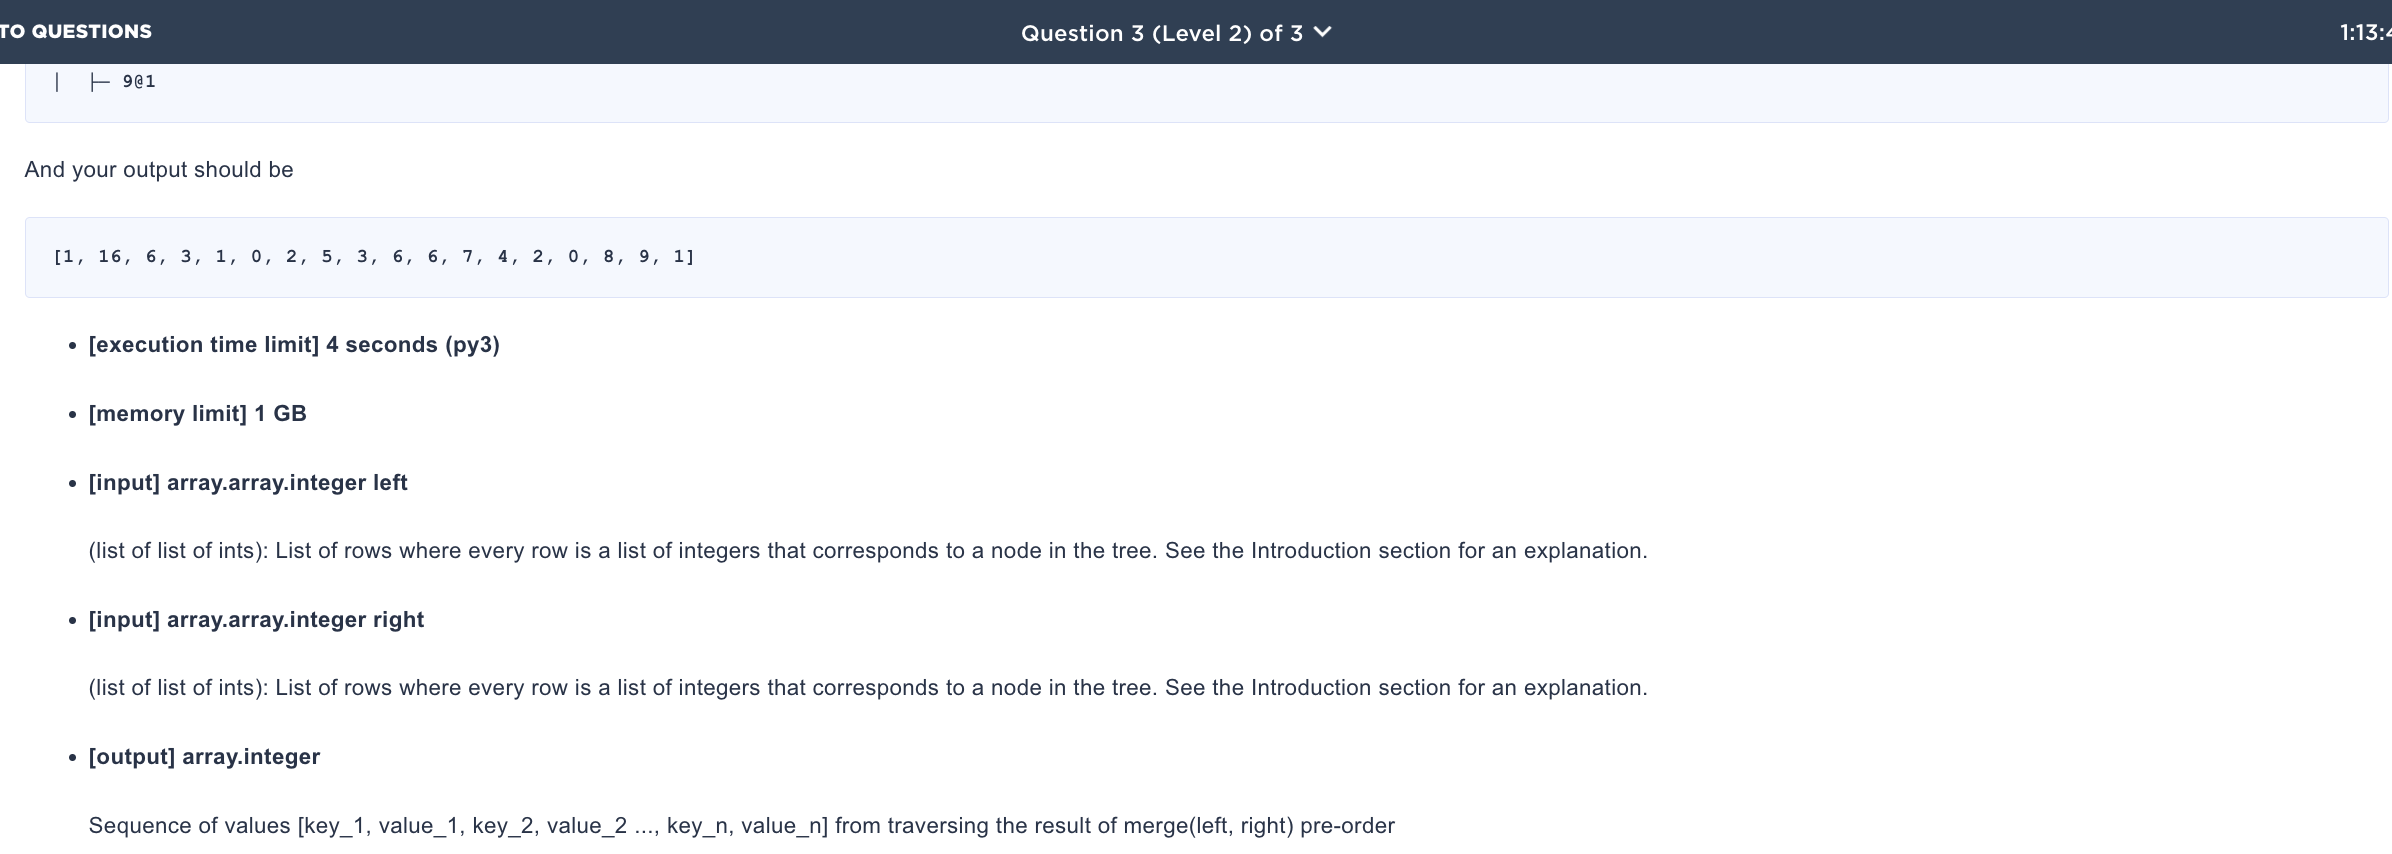 TO QUESTIONS
Question 3 (Level 2) of 3
1:13:4
│ ├─ 9@1
And your output should be
[1, 16, 6, 3, 1, 0, 2, 5, 3, 6, 6, 7, 4, 2, 0, 8, 9, 1]
• [execution time limit] 4 seconds (py3)
• [memory limit] 1 GB
• [input] array.array.integer left
(list of list of ints): List of rows where every row is a list of integers that corresponds to a node in the tree. See the Introduction section for an explanation.
• [input] array.array.integer right
(list of list of ints): List of rows where every row is a list of integers that corresponds to a node in the tree. See the Introduction section for an explanation.
• [output] array.integer
Sequence of values [key_1, value_1, key_2, value_2 ..., key_n, value_n] from traversing the result of merge(left, right) pre-order